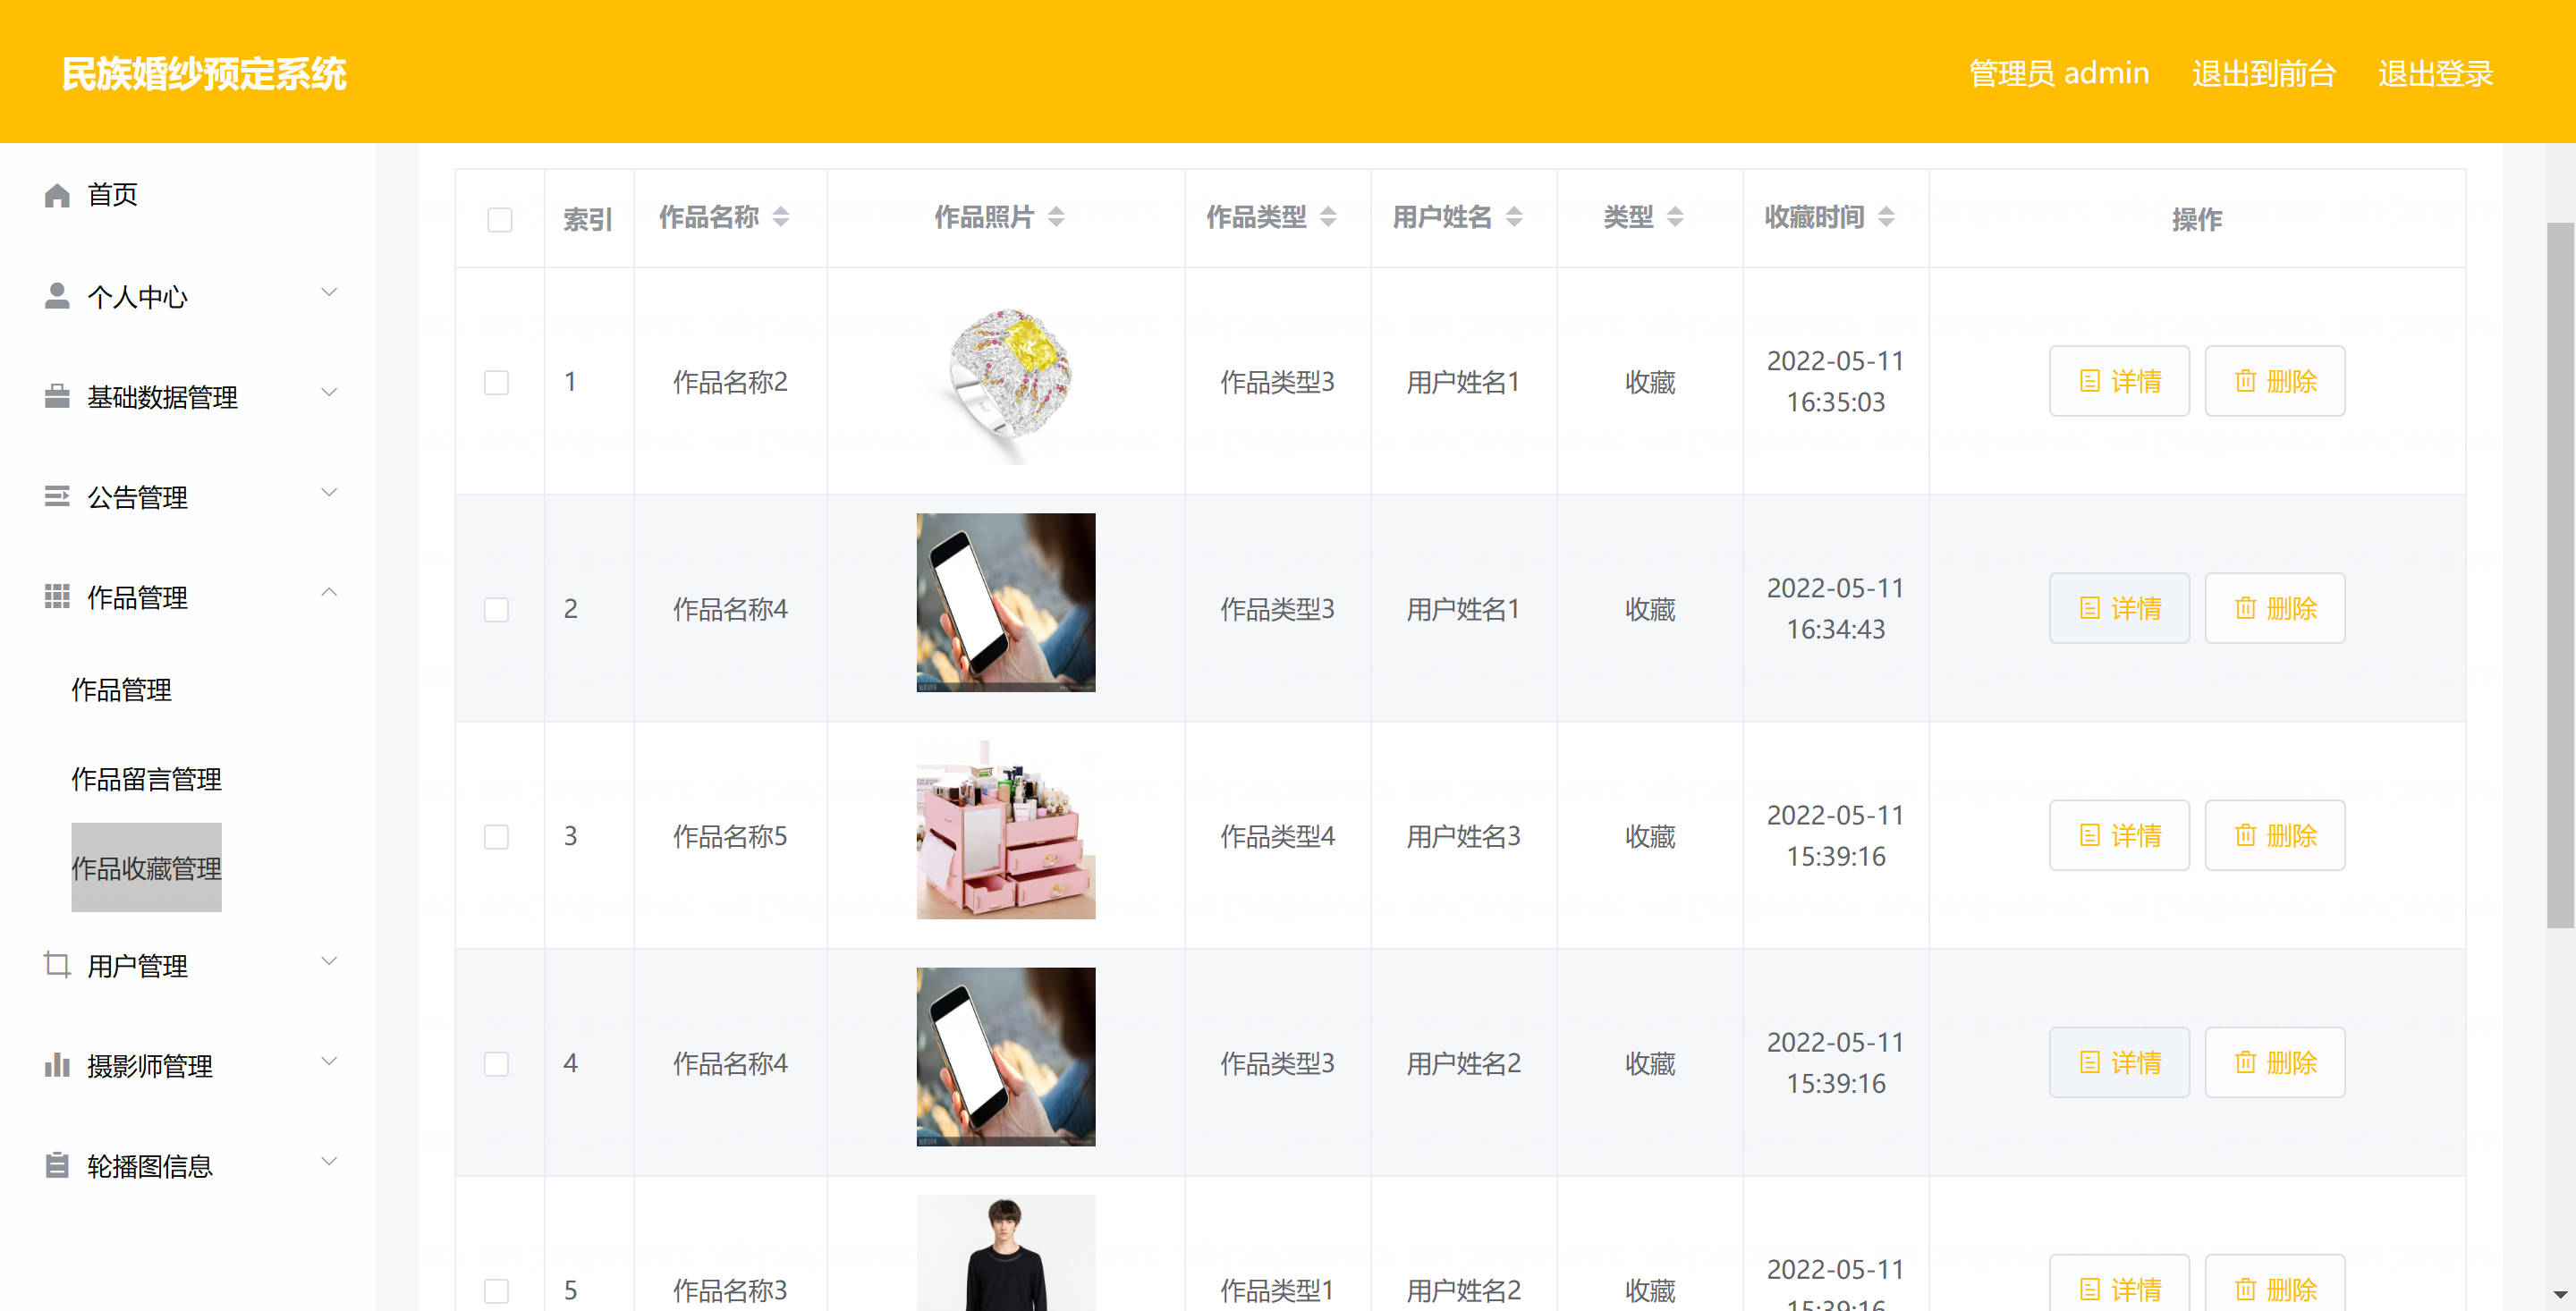 民族婚纱预定系统
管理员 admin 退出到前台 退出登录
首页
个人中心
基础数据管理
公告管理
作品管理
作品管理
作品留言管理
作品收藏管理
用户管理
摄影师管理
轮播图信息
索引 作品名称 作品照片 作品类型 用户姓名 类型 收藏时间 操作
1 作品名称2 作品类型3 用户姓名1 收藏 2022-05-11
16:35:03 详情 删除
2 作品名称4 作品类型3 用户姓名1 收藏 2022-05-11
16:34:43 详情 删除
3 作品名称5 作品类型4 用户姓名3 收藏 2022-05-11
15:39:16 详情 删除
4 作品名称4 作品类型3 用户姓名2 收藏 2022-05-11
15:39:16 详情 删除
5 作品名称3 作品类型1 用户姓名2 收藏 2022-05-11
15:39:16 详情 删除